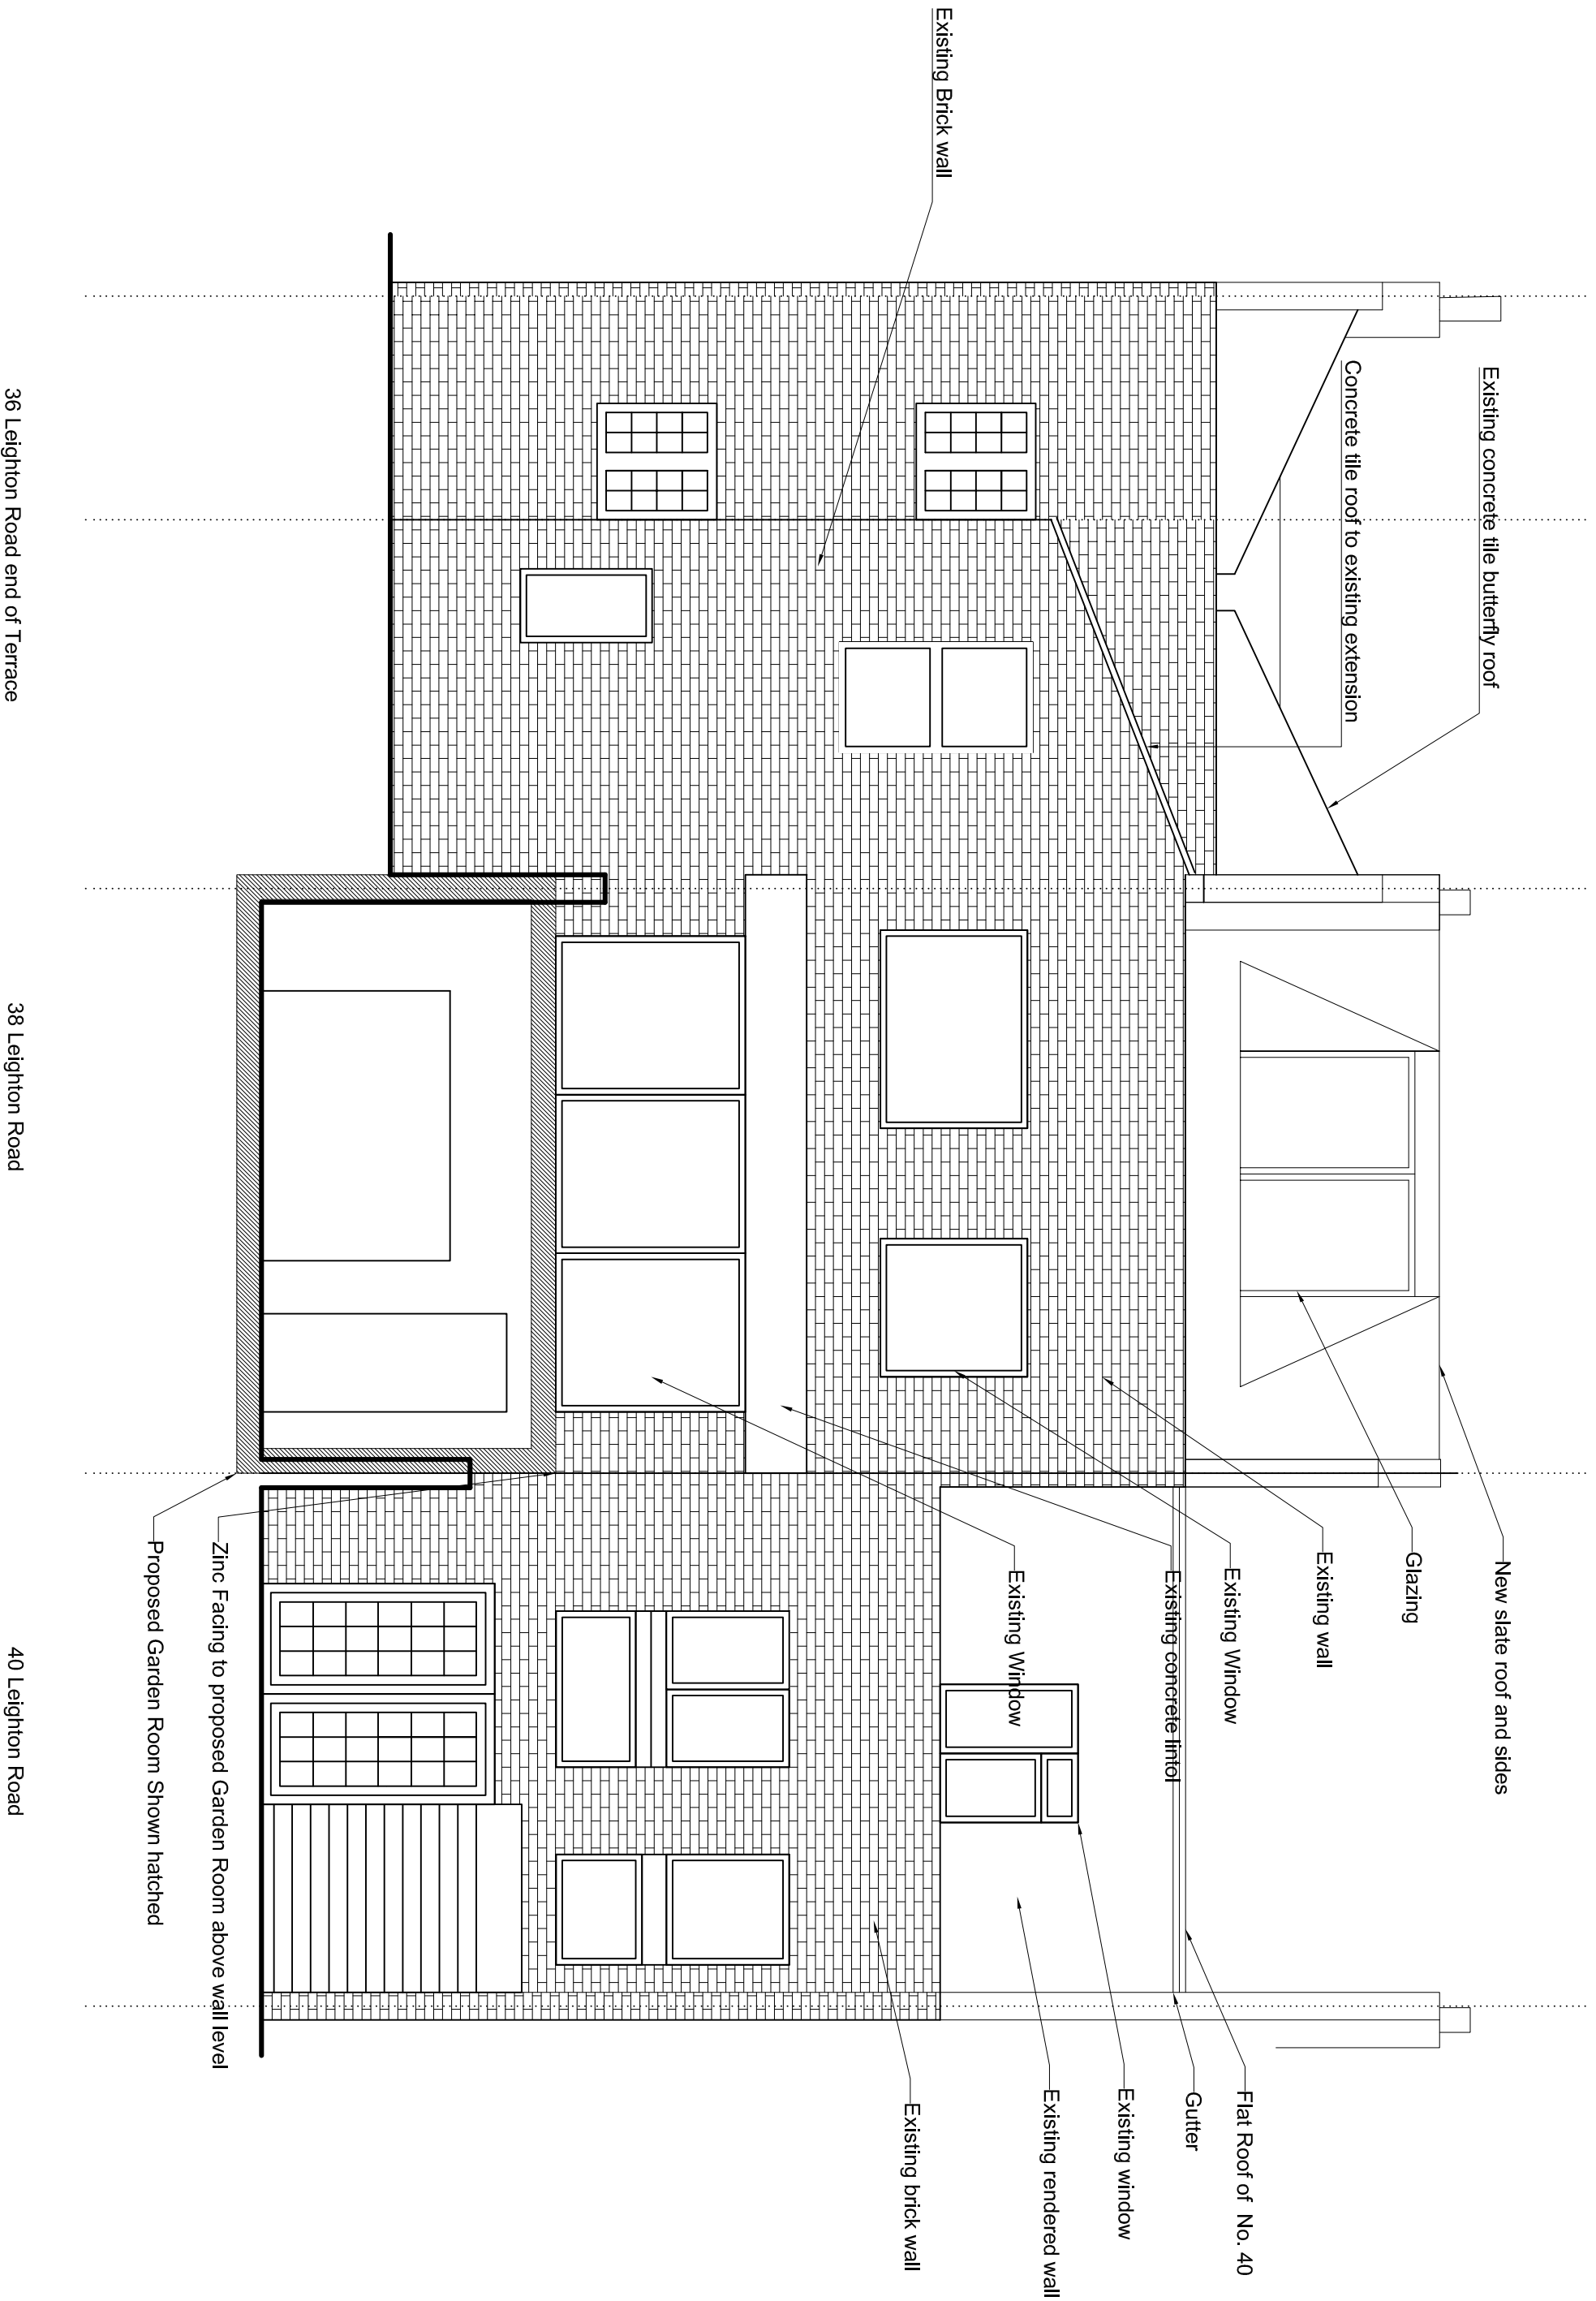 Existing Brick wall
Existing concrete tile butterfly roof
Concrete tile roof to existing extension
New slate roof and sides
Glazing
Existing wall
Existing Window
Existing concrete lintol
Existing Window
Flat Roof of No. 40
Gutter
Existing window
Existing rendered wall
Existing brick wall
Zinc Facing to proposed Garden Room above wall level
Proposed Garden Room Shown hatched
36 Leighton Road end of Terrace
38 Leighton Road
40 Leighton Road